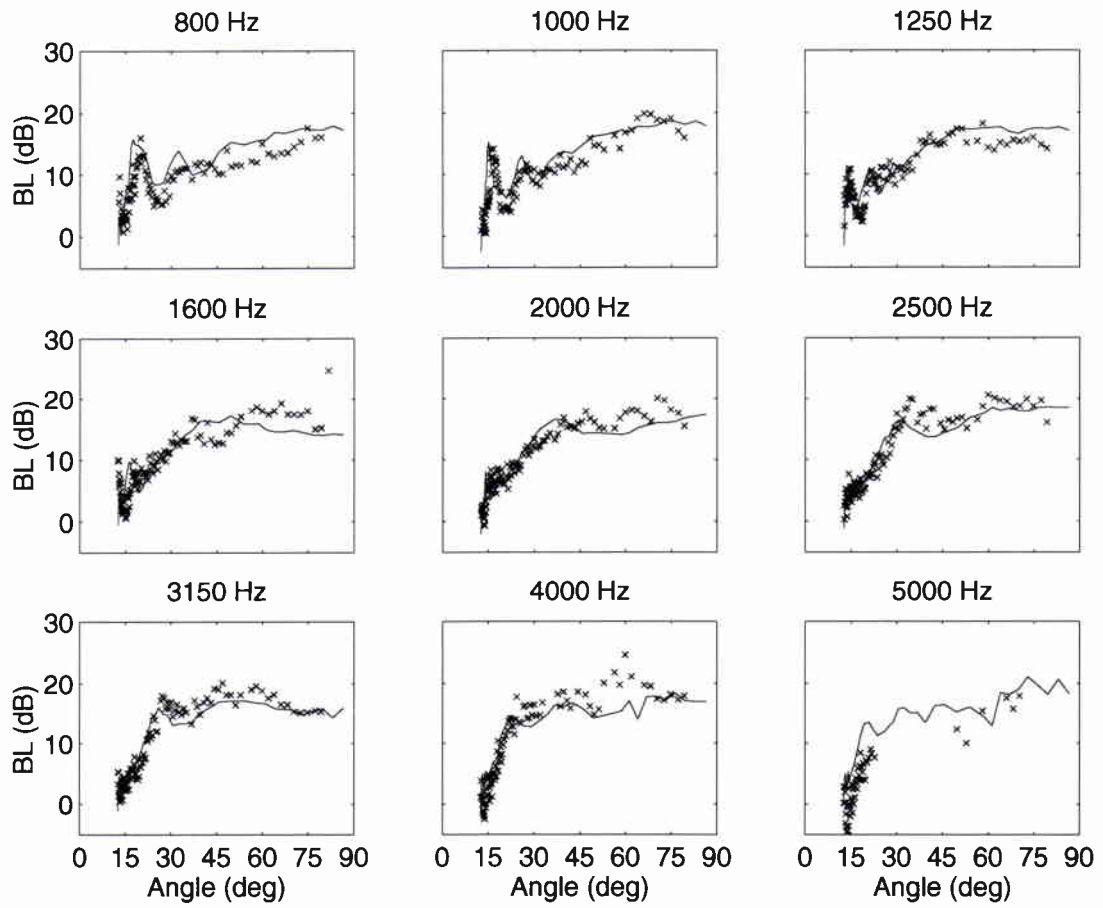 800 Hz
1000 Hz
1250 Hz
30
20
10
0
BL (dB)
1600 Hz
2000 Hz
2500 Hz
30
20
10
0
BL (dB)
3150 Hz
4000 Hz
5000 Hz
30
20
10
0
BL (dB)
0 15 30 45 60 75 90
0 15 30 45 60 75 90
0 15 30 45 60 75 90
Angle (deg)
Angle (deg)
Angle (deg)